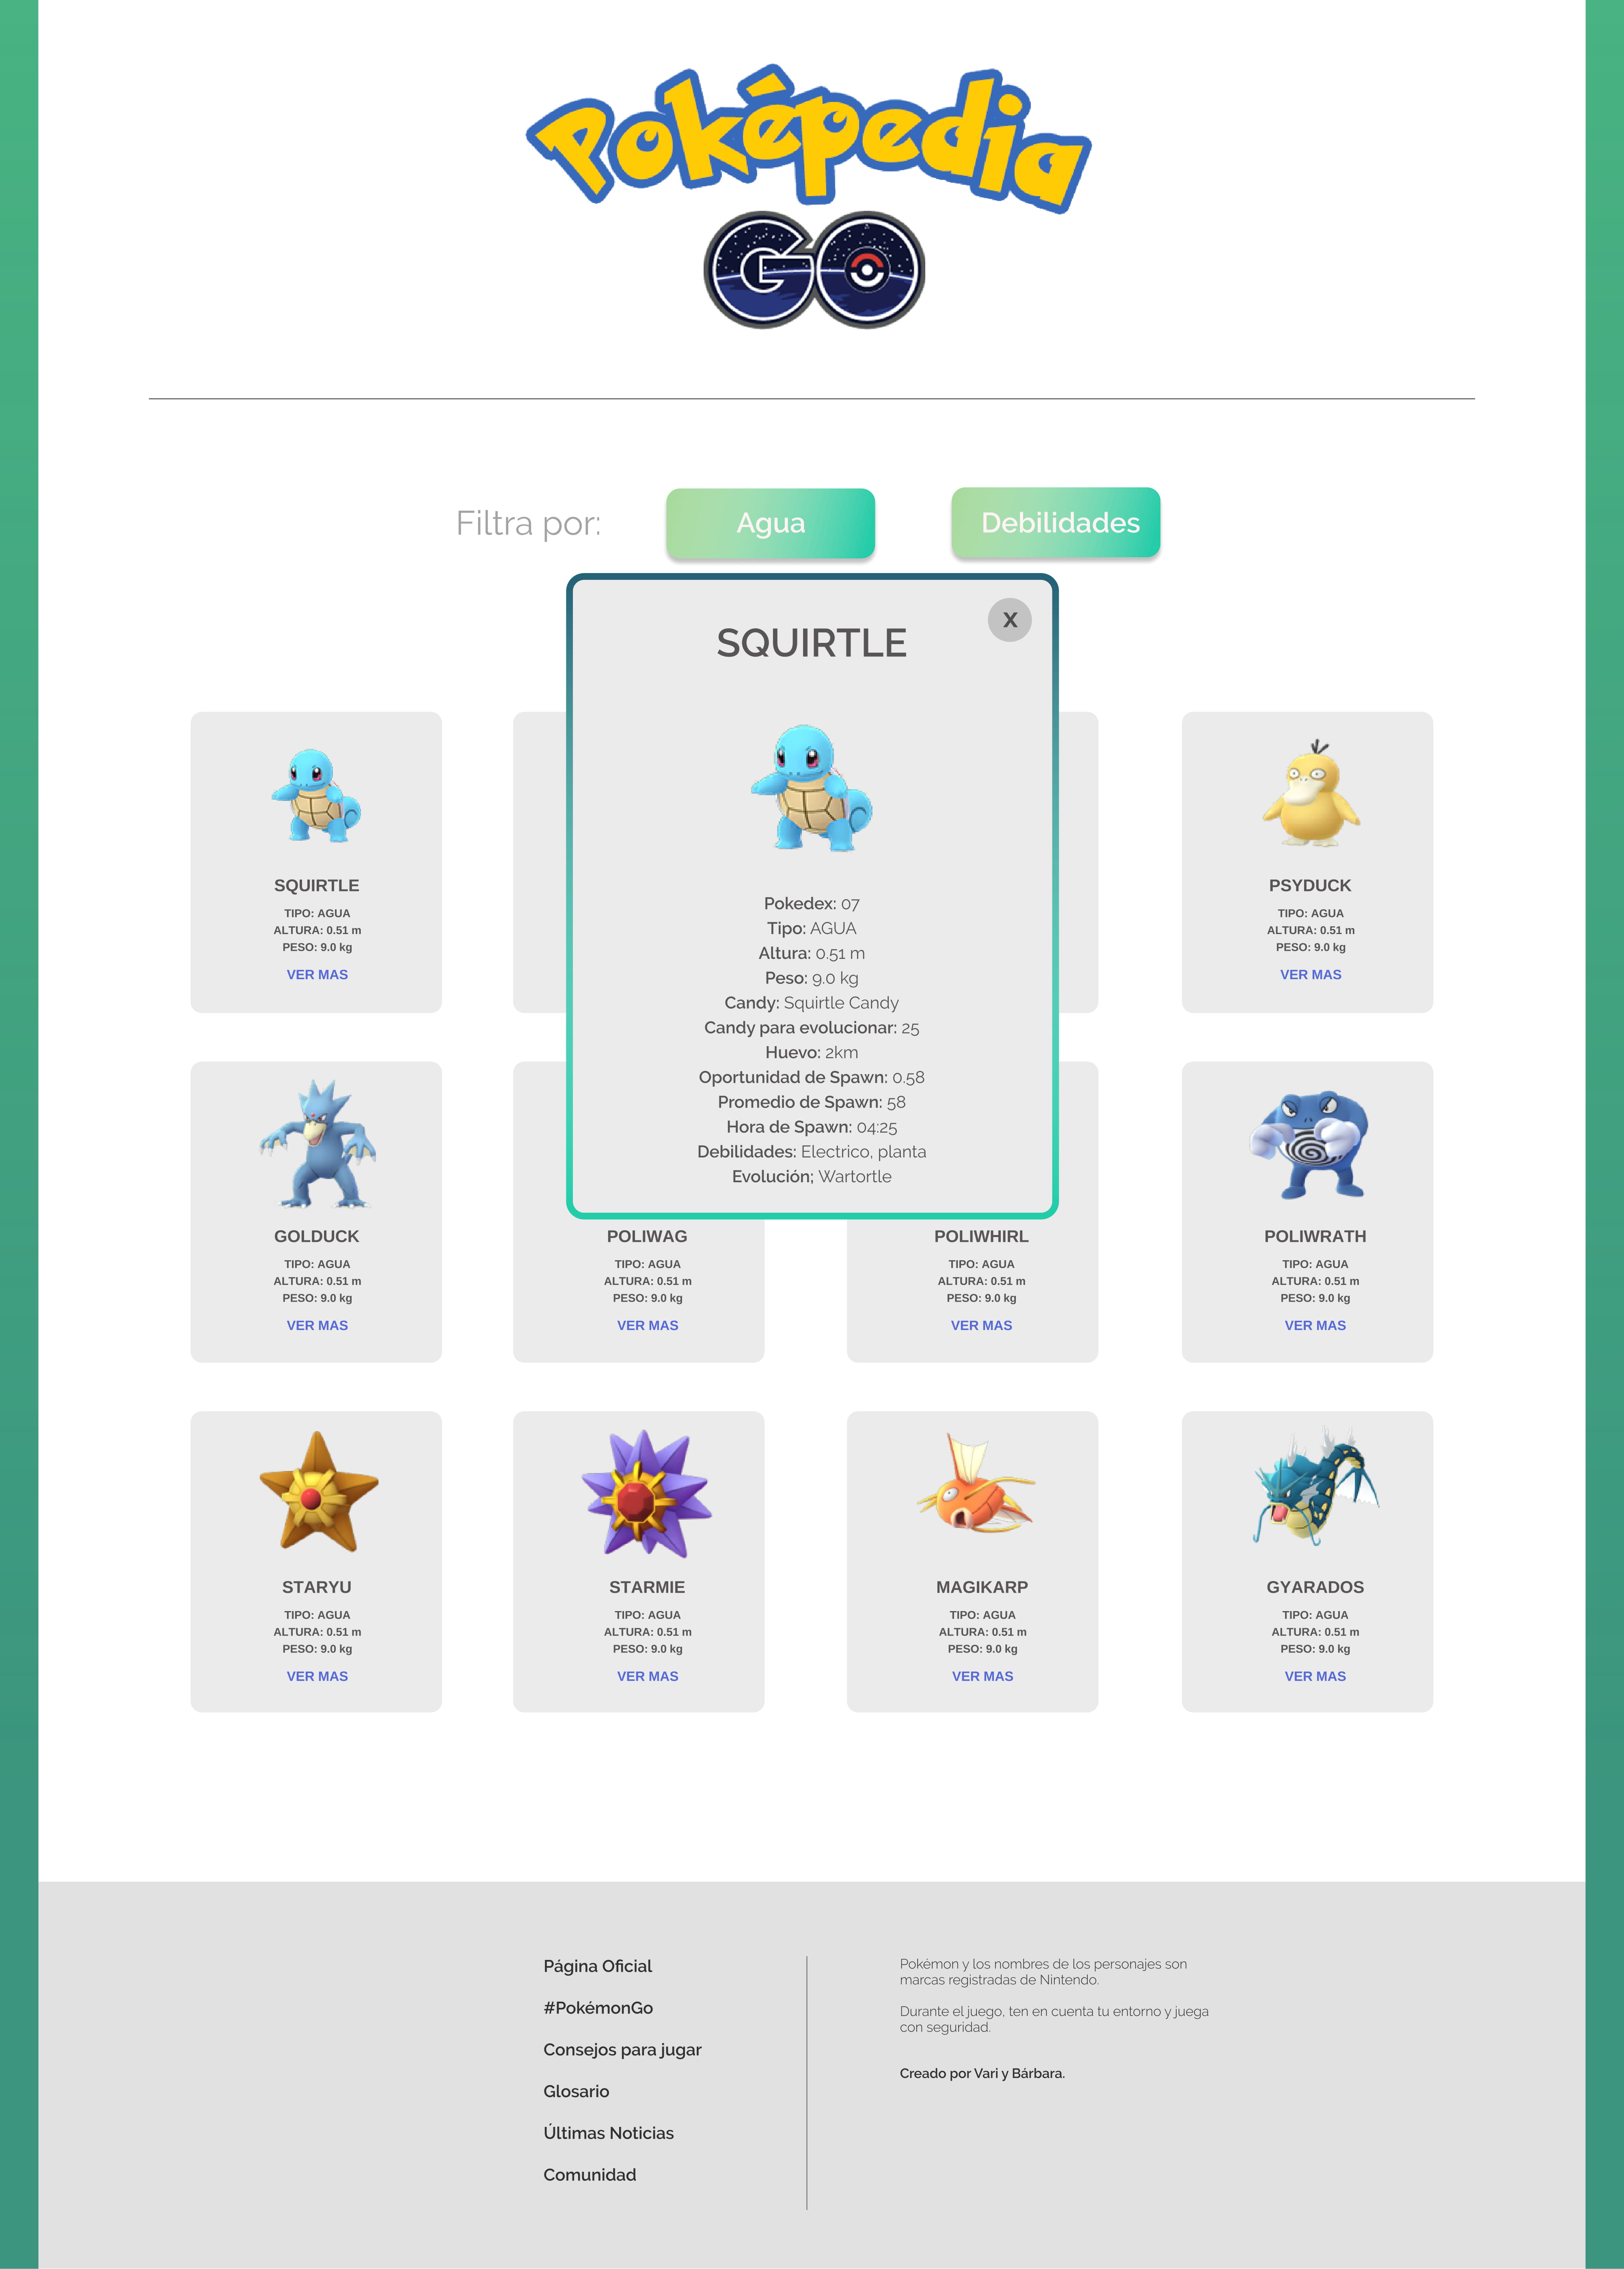 Poképedia
GO
Filtra por:
Agua
Debilidades
X
SQUIRTLE
Pokedex: 07
Tipo: AGUA
Altura: 0.51 m
Peso: 9.0 kg
Candy: Squirtle Candy
Candy para evolucionar: 25
Huevo: 2km
Oportunidad de Spawn: 0.58
Promedio de Spawn: 58
Hora de Spawn: 04:25
Debilidades: Electrico, planta
Evolución; Wartortle
SQUIRTLE
TIPO: AGUA
ALTURA: 0.51 m
PESO: 9.0 kg
VER MAS
PSYDUCK
TIPO: AGUA
ALTURA: 0.51 m
PESO: 9.0 kg
VER MAS
GOLDUCK
TIPO: AGUA
ALTURA: 0.51 m
PESO: 9.0 kg
VER MAS
POLIWAG
TIPO: AGUA
ALTURA: 0.51 m
PESO: 9.0 kg
VER MAS
POLIWHIRL
TIPO: AGUA
ALTURA: 0.51 m
PESO: 9.0 kg
VER MAS
POLIWRATH
TIPO: AGUA
ALTURA: 0.51 m
PESO: 9.0 kg
VER MAS
STARYU
TIPO: AGUA
ALTURA: 0.51 m
PESO: 9.0 kg
VER MAS
STARMIE
TIPO: AGUA
ALTURA: 0.51 m
PESO: 9.0 kg
VER MAS
MAGIKARP
TIPO: AGUA
ALTURA: 0.51 m
PESO: 9.0 kg
VER MAS
GYARADOS
TIPO: AGUA
ALTURA: 0.51 m
PESO: 9.0 kg
VER MAS
Página Oficial
#PokémonGo
Consejos para jugar
Glosario
Últimas Noticias
Comunidad
Pokémon y los nombres de los personajes son
marcas registradas de Nintendo.
Durante el juego, ten en cuenta tu entorno y juega
con seguridad.
Creado por Vari y Bárbara.